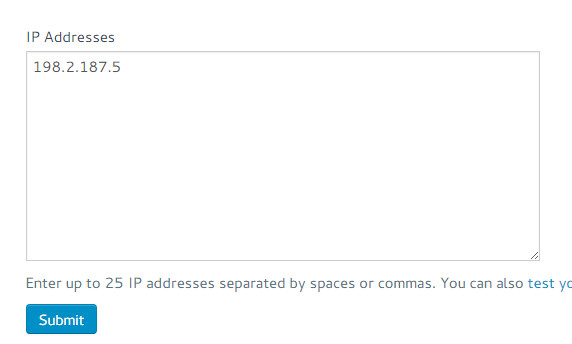 IP Addresses
198.2.187.5
Enter up to 25 IP addresses separated by spaces or commas. You can also test
Submit